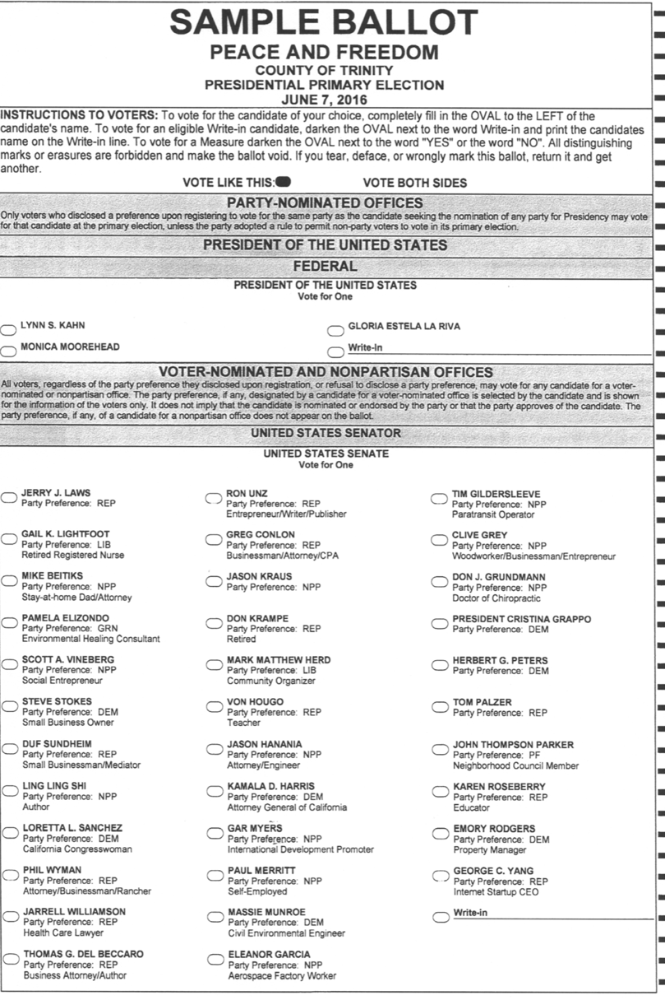 SAMPLE BALLOT
PEACE AND FREEDOM
COUNTY OF TRINITY
PRESIDENTIAL PRIMARY ELECTION
JUNE 7, 2016
INSTRUCTIONS TO VOTERS: To vote for the candidate of your choice, completely fill in the OVAL to the LEFT of the
candidate's name. To vote for an eligible Write-in candidate, darken the OVAL next to the word Write-in and print the candidates
name on the Write-in line. To vote for a Measure darken the OVAL next to the word "YES" or the word "NO". All distinguishing
marks or erasures are forbidden and make the ballot void. If you tear, deface, or wrongly mark this ballot, return it and get
another.
VOTE LIKE THIS: VOTE BOTH SIDES
PARTY-NOMINATED OFFICES
Only voters who disclosed a preference upon registering to vote for the same party as the candidate seeking the nomination of any party for Presidency may vote
for that candidate at the primary election, unless the party adopted a rule to permit non-party voters to vote in its primary election.
PRESIDENT OF THE UNITED STATES
FEDERAL
PRESIDENT OF THE UNITED STATES
Vote for One
LYNN S. KAHN
MONICA MOOREHEAD
GLORIA ESTELA LA RIVA
Write-In
VOTER-NOMINATED AND NONPARTISAN OFFICES
All voters, regardless of the party preference they disclosed upon registration, or refusal to disclose a party preference, may vote for any candidate for a voter-
nominated or nonpartisan office. The party preference, if any, designated by a candidate for a voter-nominated office is selected by the candidate and is shown
for the information of the voters only. It does not imply that the candidate is nominated or endorsed by the party or that the party approves of the candidate. The
party preference, if any, of a candidate for a nonpartisan office does not appear on the ballot.
UNITED STATES SENATOR
UNITED STATES SENATE
Vote for One
JERRY J. LAWS
Party Preference: REP
GAIL K. LIGHTFOOT
Party Preference: LIB
Retired Registered Nurse
MIKE BEITIKS
Party Preference: NPP
Stay-at-home Dad/Attorney
PAMELA ELIZONDO
Party Preference: GRN
Environmental Healing Consultant
SCOTT A. VINEBERG
Party Preference: NPP
Social Entrepreneur
STEVE STOKES
Party Preference: DEM
Small Business Owner
DUF SUNDHEIM
Party Preference: REP
Small Businessman/Mediator
LING LING SHI
Party Preference: NPP
Author
LORETTA L. SANCHEZ
Party Preference: DEM
California Congresswoman
PHIL WYMAN
Party Preference: REP
Attorney/Businessman/Rancher
JARRELL WILLIAMSON
Party Preference: REP
Health Care Lawyer
THOMAS G. DEL BECCARO
Party Preference: REP
Business Attorney/Author
RON UNZ
Party Preference: REP
Entrepreneur/Writer/Publisher
GREG CONLON
Party Preference: REP
Businessman/Attorney/CPA
JASON KRAUS
Party Preference: NPP
DON KRAMPE
Party Preference: REP
Retired
MARK MATTHEW HERD
Party Preference: LIB
Community Organizer
VON HOUGO
Party Preference: REP
Teacher
JASON HANANIA
Party Preference: NPP
Attorney/Engineer
KAMALA D. HARRIS
Party Preference: DEM
Attorney General of California
GAR MYERS
Party Preference: NPP
International Development Promoter
PAUL MERRITT
Party Preference: NPP
Self-Employed
MASSIE MUNROE
Party Preference: DEM
Civil Environmental Engineer
ELEANOR GARCIA
Party Preference: NPP
Aerospace Factory Worker
TIM GILDERSLEEVE
Party Preference: NPP
Paratransit Operator
CLIVE GREY
Party Preference: NPP
Woodworker/Businessman/Entrepreneur
DON J. GRUNDMANN
Party Preference: NPP
Doctor of Chiropractic
PRESIDENT CRISTINA GRAPPO
Party Preference: DEM
HERBERT G. PETERS
Party Preference: DEM
TOM PALZER
Party Preference: REP
JOHN THOMPSON PARKER
Party Preference: PF
Neighborhood Council Member
KAREN ROSEBERRY
Party Preference: REP
Educator
EMORY RODGERS
Party Preference: DEM
Property Manager
GEORGE C. YANG
Party Preference: REP
Internet Startup CEO
Write-in